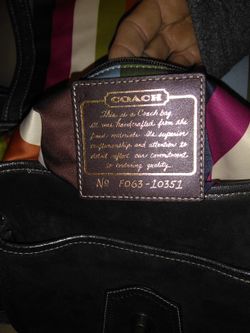 COACH
This is a Coach bag.
It was handcrafted from the
finest materials. Its superior
craftsmanship and attention to
detail reflect our commitment
to enduring quality.
No F063-10351